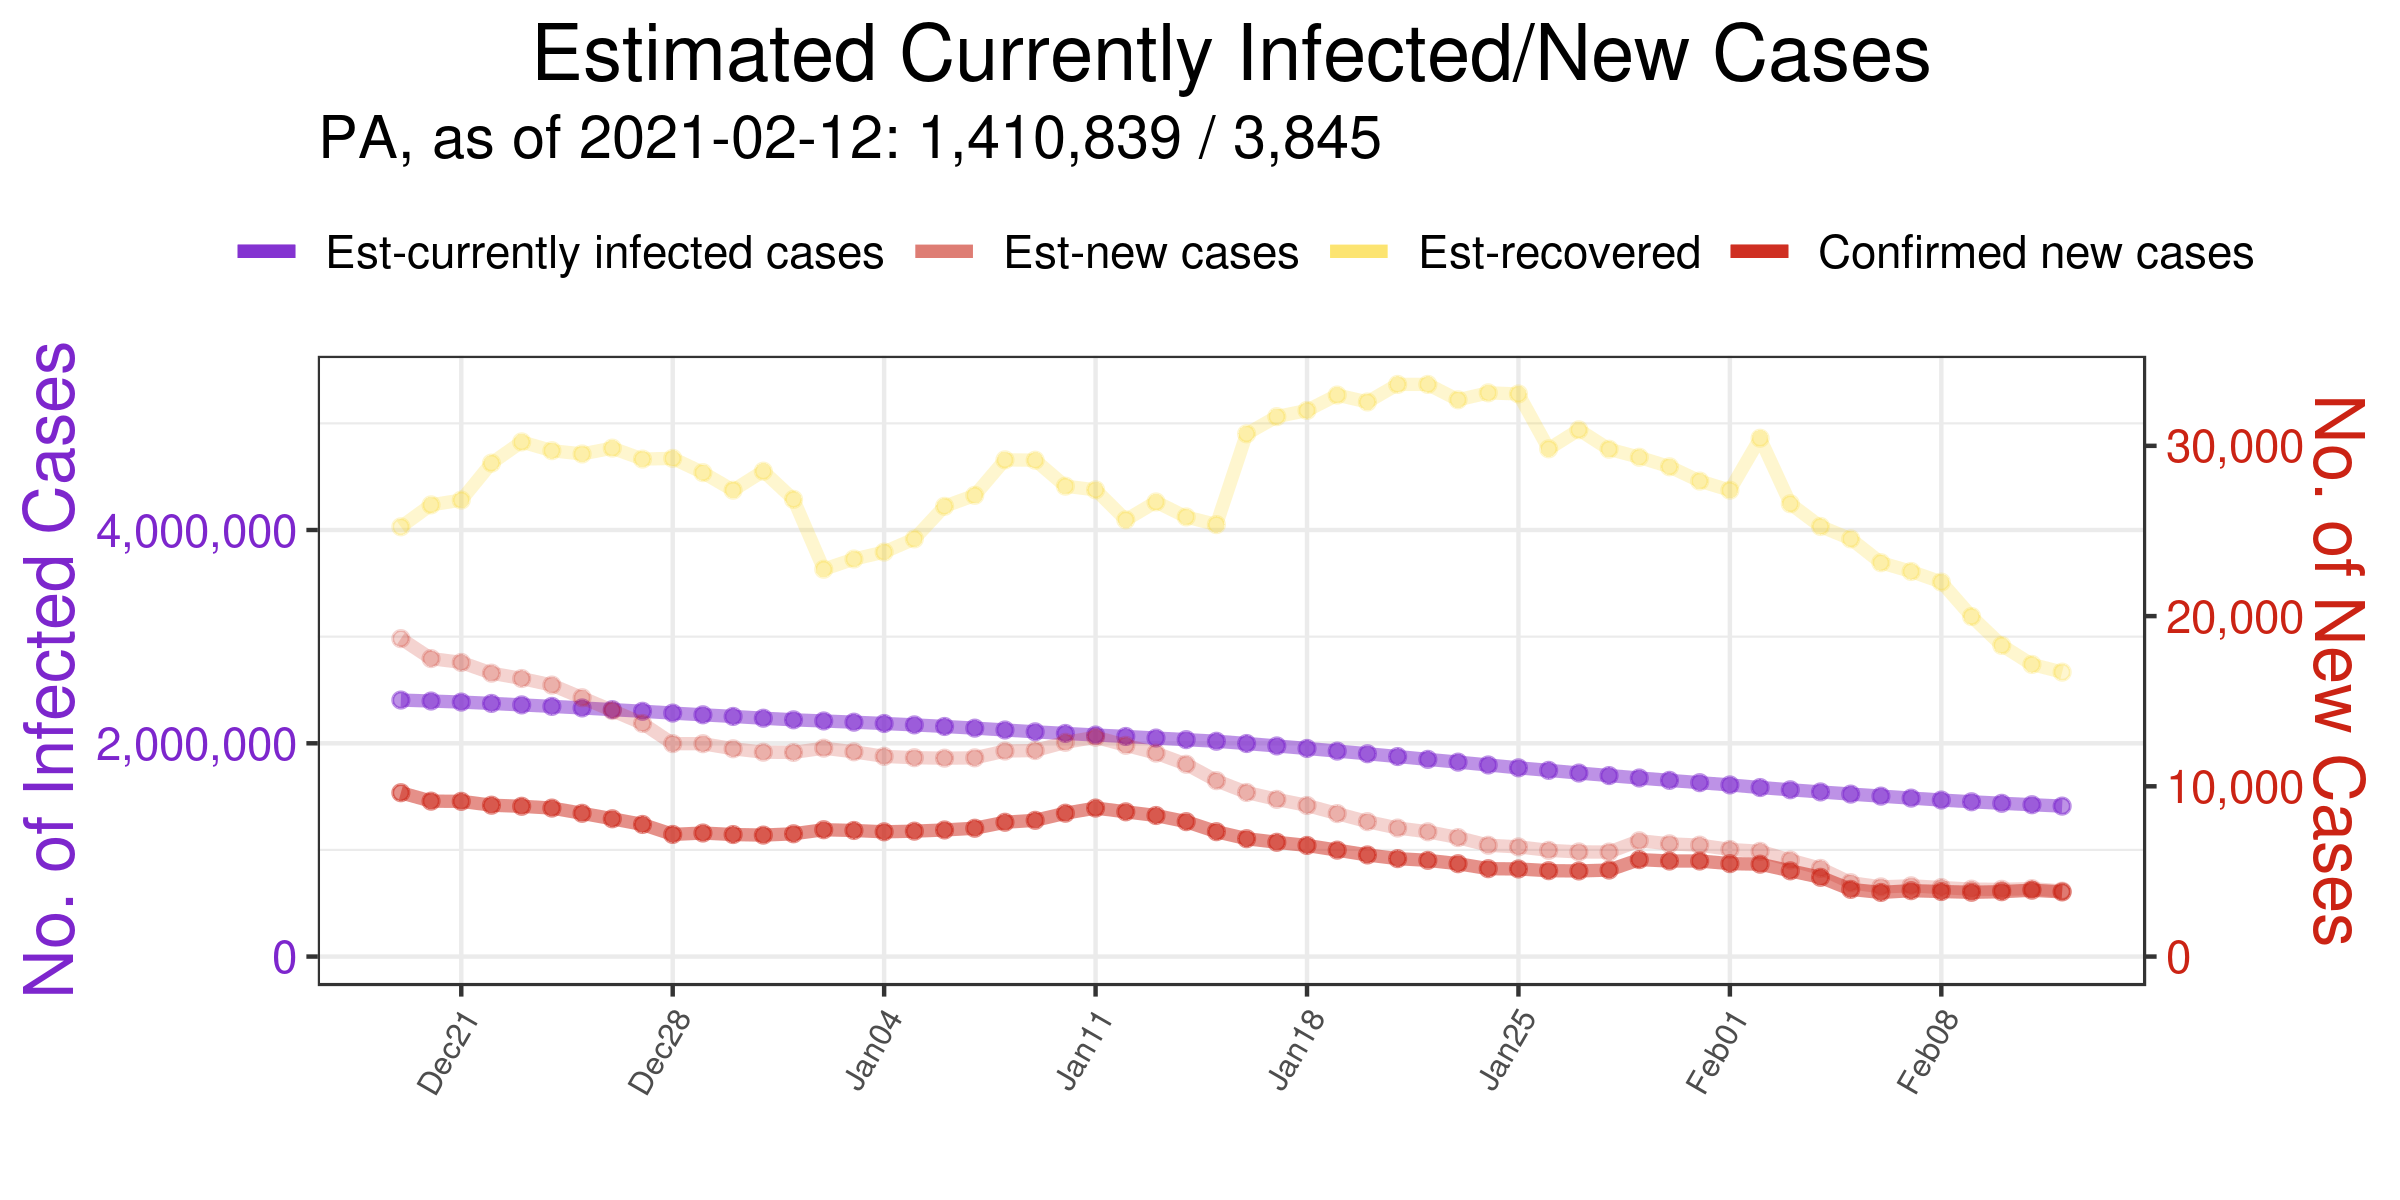 Estimated Currently Infected/New Cases
PA, as of 2021-02-12: 1,410,839 / 3,845
Est-currently infected cases Est-new cases Est-recovered Confirmed new cases
No. of Infected Cases
4,000,000
2,000,000
0
30,000
20,000
10,000
0
No. of New Cases
Dec21 Dec28 Jan04 Jan11 Jan18 Jan25 Feb01 Feb08